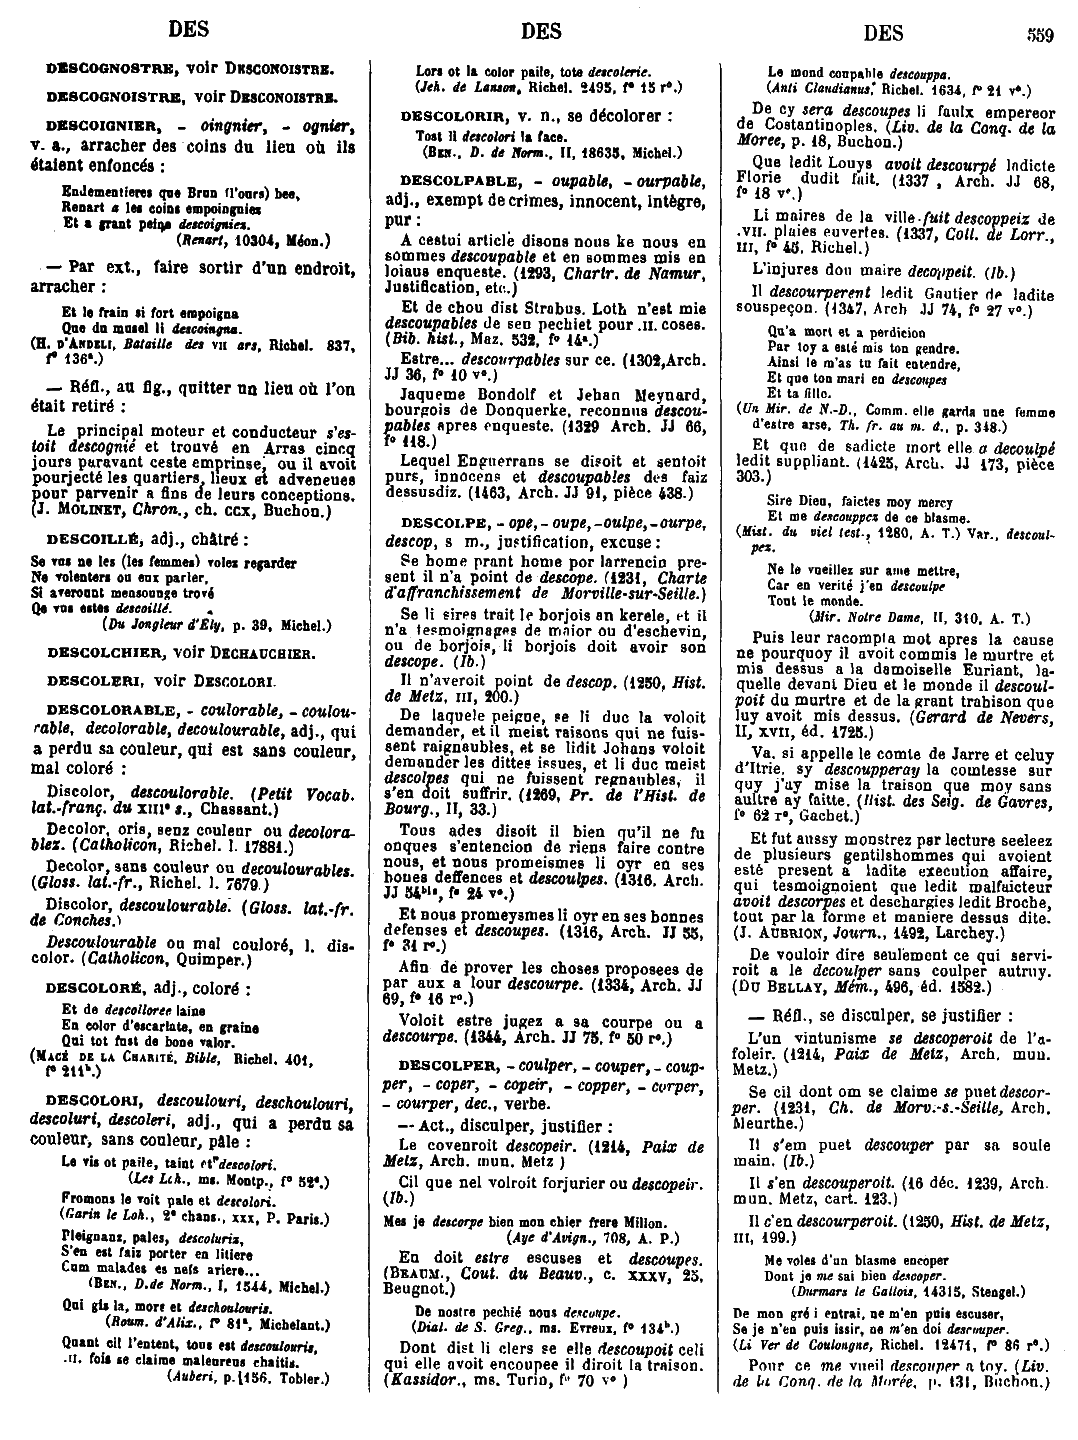 DES
DES
DES
559
DESCOGNOSTRE, voir DESCONOISTRE.
DESCOGNOISTRE, voir DESCONOISTRE.
DESCOIGNIER, - oingnier, - ognier,
v. a., arracher des coins du lieu où ils
étaient enfoncés :
Endementieres que Brun (l'ours) bee,
Renart a les coins empoingniez
Et a grant peine descoigniez.
(Renart, 10304, Méon.)
— Par ext., faire sortir d'un endroit,
arracher :
Et le frain si fort empoigna
Que du musel li descoingna.
(H. D'ANDELI, Bataille des VII ars, Richel. 837,
f° 136ª.)
— Réfl., au fig., quitter un lieu où l'on
était retiré :
Le principal moteur et conducteur s'es-
toit descognié et trouvé en Arras cincq
jours paravant ceste emprinse, ou il avoit
pourjecté les quartiers, lieux et adveneues
pour parvenir a fins de leurs conceptions.
(J. MOLINET, Chron., ch. CCX, Buchon.)
DESCOILLÉ, adj., châtré :
Se vos ne les (les femmes) volez regarder
Ne volenters ou eux parler,
Si averount mensounge trové
Qe vos estes descoillé.
(Du Jongleur d'Ély, p. 39, Michel.)
DESCOLCHIER, voir DECHAUCHIER.
DESCOLERI, voir DESCOLORI.
DESCOLORABLE, - coulorable, - coulou-
rable, decolorable, decoulourable, adj., qui
a perdu sa couleur, qui est sans couleur,
mal coloré :
Discolor, descoulorable. (Petit Vocab.
lat.-franç. du XIIIᵉ s., Chassant.)
Decolor, oris, senz couleur ou decolora-
blez. (Catholicon, Richel. l. 17881.)
Decolor, sans couleur ou decoulourables.
(Gloss. lat.-fr., Richel. l. 7679.)
Discolor, descoulourable. (Gloss. lat.-fr.
de Conches.)
Descoulourable ou mal couloré, l. dis-
color. (Catholicon, Quimper.)
DESCOLORÉ, adj., coloré :
Et de descolloree laine
En color d'escarlate, en graine
Qui tot fust de bone valor.
(MACÉ DE LA CHARITÉ, Bible, Richel. 401,
f° 211ᵇ.)
DESCOLORI, descoulouri, deschoulouri,
descoluri, descoleri, adj., qui a perdu sa
couleur, sans couleur, pâle :
Le vis ot paile, taint et descolori.
(Les Loh., ms. Montp., f° 52ª.)
Fromons le voit pale et descolori.
(Garin le Loh., 2ᵉ chans., XXX, P. Paris.)
Pleignanz, pales, descoluriz,
S'en est faiz porter en litiere
Cum malades es nefs ariere...
(BEN., D. de Norm., I, 1544, Michel.)
Qui gis la, mors et deschoulouris.
(Roum. d'Alix., f° 81ª, Michelant.)
Quant cil l'entent, tous est descoulouris,
.II. fois se claime maleureus chaitis.
(Auberi, p. 156, Tobler.)
Lors ot la color paile, tote descolerie.
(Jeh. de Lanson, Richel. 2495, f° 15 r°.)
DESCOLORIR, v. n., se décolorer :
Tost li descolori la face.
(BEN., D. de Norm., II, 18635, Michel.)
DESCOLPABLE, - oupable, - ourpable,
adj., exempt de crimes, innocent, intègre,
pur :
A cestui article disons nous ke nous en
sommes descoupable et en sommes mis en
loiaus enqueste. (1293, Chartr. de Namur,
Justification, etc.)
Et de chou dist Strabus. Loth n'est mie
descoupables de sen pechiet pour .II. coses.
(Bib. hist., Maz. 532, f° 14ª.)
Estre... descourpables sur ce. (1302, Arch.
JJ 36, f° 10 v°.)
Jaqueme Bondolf et Jehan Meynard,
bourgois de Donquerke, reconnus descou-
pables apres enqueste. (1329 Arch. JJ 66,
f° 118.)
Lequel Enguerrans se disoit et sentoit
purs, innocens et descoupables des faiz
dessusdiz. (1463, Arch. JJ 91, pièce 438.)
DESCOLPE, - ope, - oupe, -oulpe, -ourpe,
descop, s m., justification, excuse :
Se home prant home por larrencin pre-
sent il n'a point de descope. (1231, Charte
d'affranchissement de Morville-sur-Seille.)
Se li sires trait le borjois an kerele, et il
n'a tesmoignages de maior ou d'eschevin,
ou de borjois, li borjois doit avoir son
descope. (Ib.)
Il n'averoit point de descop. (1250, Hist.
de Metz, III, 200.)
De laquele peigne, se li duc la voloit
demander, et il meist raisons qui ne fuis-
sent raignaubles, et se lidit Johans voloit
demander les dittes issues, et li duc meist
descolpes qui ne fuissent regnaubles, il
s'en doit suffrir. (1269, Pr. de l'Hist. de
Bourg., II, 33.)
Tous ades disoit il bien qu'il ne fu
onques s'entencion de riens faire contre
nous, et nous promeismes li oyr en ses
bones deffences et descoulpes. (1316. Arch.
JJ 54ᵇⁱˢ, f° 24 v°.)
Et nous promeysmes li oyr en ses bonnes
defenses et descoupes. (1316, Arch. JJ 55,
f° 31 r°.)
Afin de prover les choses proposees de
par aux a lour descourpe. (1334, Arch. JJ
69, f° 16 r°.)
Voloit estre jugez a sa courpe ou a
descourpe. (1344, Arch. JJ 75, f° 50 r°.)
DESCOLPER, - coulper, - couper, - coup-
per, - coper, - copeir, - copper, - corper,
- courper, dec., verbe.
— Act., disculper, justifier :
Le covenroit descopeir. (1214, Paix de
Metz, Arch. mun. Metz )
Cil que nel volroit forjurier ou descopeir.
(Ib.)
Mes je descorpe bien mon chier frere Millon.
(Aye d'Avign., 708, A. P.)
En doit estre escuses et descoupes.
(BEAUM., Cout. du Beauv., c. XXXV, 25,
Beugnot.)
De nostre pechié nous descoupe.
(Dial. de S. Greg., ms. Evreux, f° 134ᵇ.)
Dont dist li clers se elle descoupoit celi
qui elle avoit encoupee il diroit la traison.
(Kassidor., ms. Turin, f° 70 v° )
Le mond coupable descouppa.
(Anti Claudianus, Richel. 1634, f° 21 v°.)
De cy sera descoupes li faulx empereor
de Costantinoples. (Liv. de la Conq. de la
Moree, p. 18, Buchon.)
Que ledit Louys avoit descourpé ladicte
Florie dudit fait. (1337 , Arch. JJ 68,
f° 18 v°.)
Li maires de la ville fuit descoppeiz de
.VII. plaies euvertes. (1337, Coll. de Lorr.,
III, f° 45, Richel.)
L'injures dou maire decoppeit. (Ib.)
Il descourperent ledit Gautier de ladite
souspeçon. (1347, Arch JJ 74, f° 27 v°.)
Qu'a mort et a perdicion
Par toy a esté mis ton gendre.
Ainsi le m'as tu fait entendre,
Et que ton mari en descoupes
Et ta fille.
(Un Mir. de N.-D., Comm. elle garda une femme
d'estre arse, Th. fr. au m. â., p. 348.)
Et que de sadicte mort elle a decoulpé
ledit suppliant. (1425, Arch. JJ 173, pièce
303.)
Sire Dieu, faictes moy mercy
Et me descouppez de ce blasme.
(Mist. du viel test., 1280, A. T.) Var., descoul-
pez.
Ne le vueillez sur ame mettre,
Car en verité j'en descoulpe
Tout le monde.
(Mir. Nostre Dame, II, 310, A. T.)
Puis leur racompta mot apres la cause
ne pourquoy il avoit commis le murtre et
mis dessus a la damoiselle Euriant, la-
quelle devant Dieu et le monde il descoul-
poit du murtre et de la grant trahison que
luy avoit mis dessus. (Gerard de Nevers,
II, XVII, éd. 1725.)
Va. si appelle le comte de Jarre et celuy
d'Itrie, sy descoupperay la comtesse sur
quy j'ay mise la traison que moy sans
aultre ay faitte. (Hist. des Seig. de Gavres,
f° 62 r°, Gachet.)
Et fut aussy monstrez par lecture seeleez
de plusieurs gentilshommes qui avoient
esté present a ladite execution affaire,
qui tesmoignoient que ledit malfaicteur
avoit descorpes et deschargies ledit Broche,
tout par la forme et maniere dessus dite.
(J. AUBRION, Journ., 1492, Larchey.)
De vouloir dire seulement ce qui servi-
roit a le decoulper sans coulper autruy.
(DU BELLAY, Mém., 496, éd. 1582.)
— Réfl., se disculper, se justifier :
L'un vintunisme se descoperoit de l'a-
foleir. (1214, Paix de Metz, Arch. mun.
Metz.)
Se cil dont om se claime se puet descor-
per. (1231, Ch. de Morv.-s.-Seille, Arch.
Meurthe.)
Il s'em puet descouper par sa soule
main. (Ib.)
Il s'en descouperoit. (16 déc. 1239, Arch.
mun. Metz, cart. 123.)
Il c'en descourperoit. (1250, Hist. de Metz,
III, 199.)
Me voles d'un blasme encoper
Dont je me sai bien descoper.
(Durmars le Gallois, 14315, Stengel.)
De mon gré i entrai, ne m'en puis escuser,
Se je n'en puis issir, ne m'en doi descouper.
(Li Ver de Coulongne, Richel. 12471, f° 86 r°.)
Pour ce me vueil descouper a toy. (Liv.
de la Conq. de la Morée, p. 131, Buchon.)